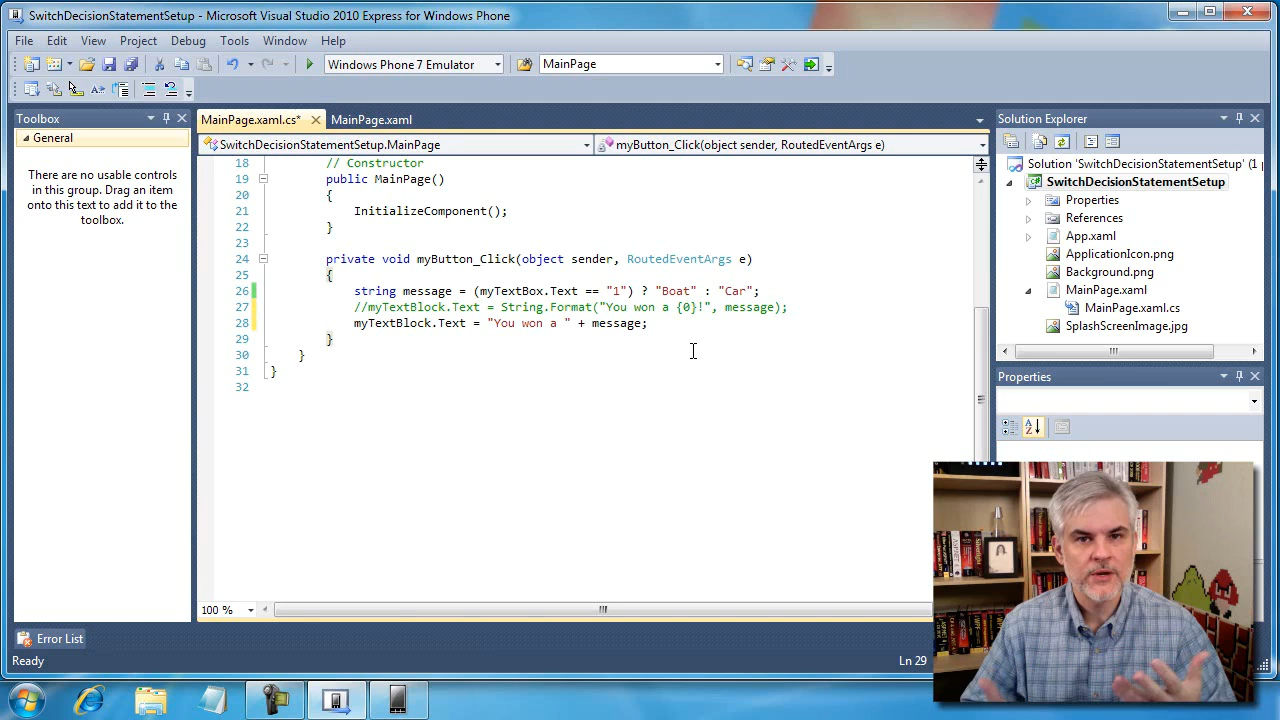 SwitchDecisionStatementSetup - Microsoft Visual Studio 2010 Express for Windows Phone
File Edit View Project Debug Tools Window Help
Windows Phone 7 Emulator MainPage
Toolbox
General
There are no usable controls
in this group. Drag an item
onto this text to add it to the
toolbox.
MainPage.xaml.cs* MainPage.xaml
SwitchDecisionStatementSetup.MainPage myButton_Click(object sender, RoutedEventArgs e)
18 // Constructor
19 public MainPage()
20 {
21 InitializeComponent();
22 }
23
24 private void myButton_Click(object sender, RoutedEventArgs e)
25 {
26 string message = (myTextBox.Text == "1") ? "Boat" : "Car";
27 //myTextBlock.Text = String.Format("You won a {0}!", message);
28 myTextBlock.Text = "You won a " + message;
29 }
30 }
31 }
32
100 %
Solution Explorer
Solution 'SwitchDecisionStatementSetup' (1 p
SwitchDecisionStatementSetup
Properties
References
App.xaml
ApplicationIcon.png
Background.png
MainPage.xaml
MainPage.xaml.cs
SplashScreenImage.jpg
Properties
Error List
Ready Ln 29